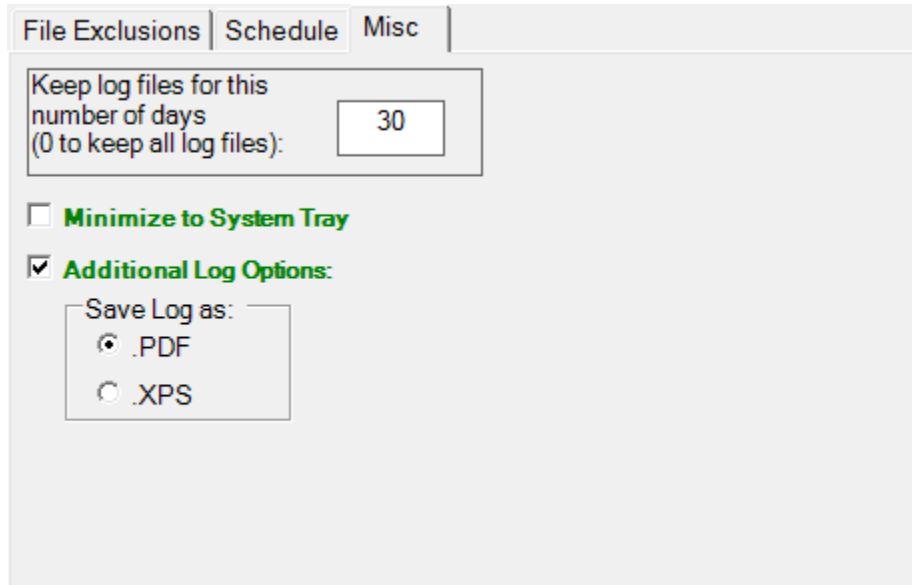 File Exclusions Schedule Misc
Keep log files for this
number of days
(0 to keep all log files):
30
Minimize to System Tray
Additional Log Options:
Save Log as:
.PDF
.XPS